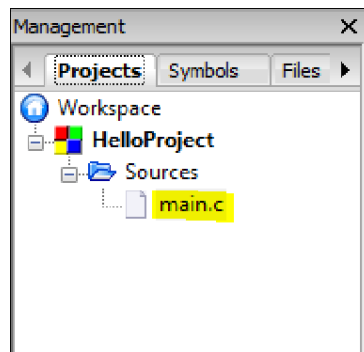 Management
Projects Symbols Files
Workspace
HelloProject
Sources
main.c